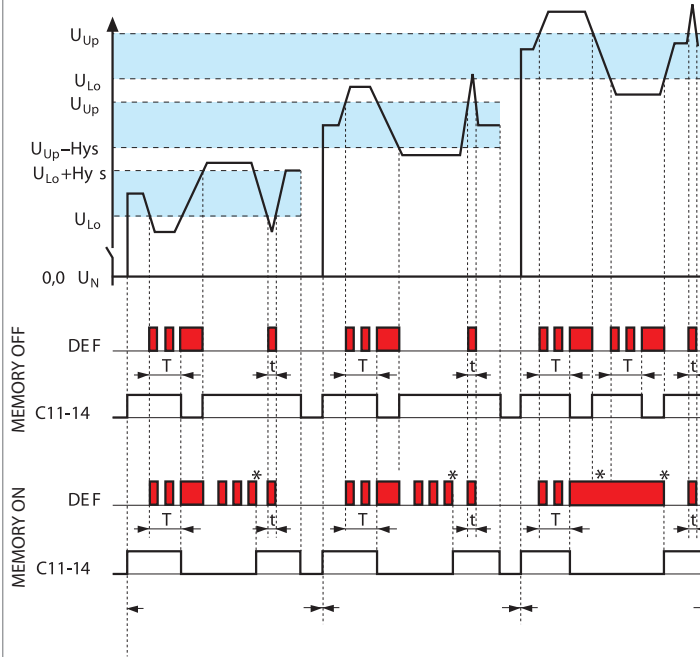 U_Up
U_Lo
U_Up
U_Up–Hys
U_Lo+Hy s
U_Lo
0,0 U_N
MEMORY OFF
DEF
T t T t T T t
C11-14
MEMORY ON
* * * *
DEF
T t T t T t
C11-14